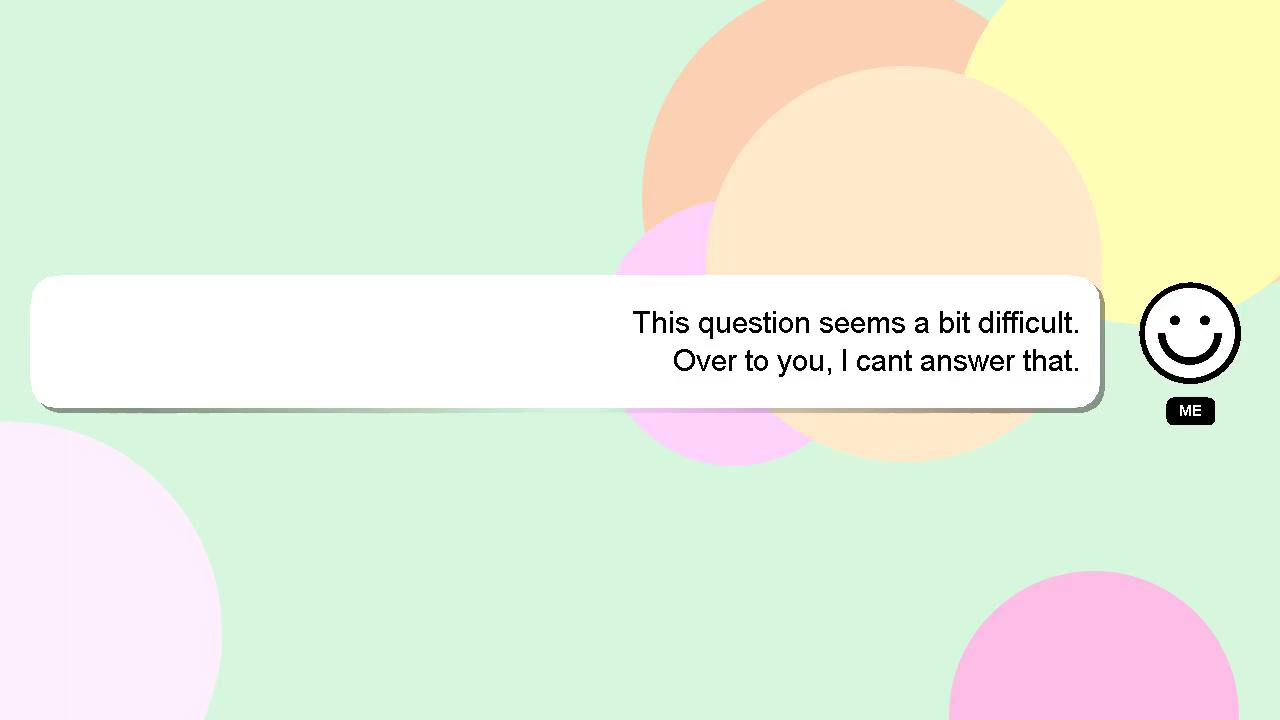 This question seems a bit difficult.
Over to you, I cant answer that.
ME